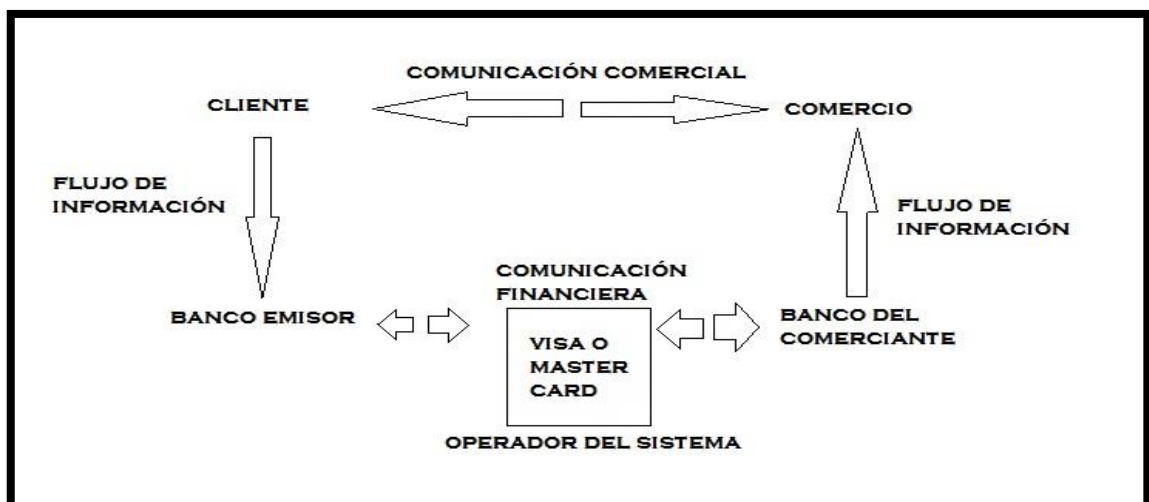 COMUNICACIÓN COMERCIAL
CLIENTE
COMERCIO
FLUJO DE
INFORMACIÓN
FLUJO DE
INFORMACIÓN
COMUNICACIÓN
FINANCIERA
BANCO EMISOR
BANCO DEL
COMERCIANTE
VISA O
MASTER
CARD
OPERADOR DEL SISTEMA